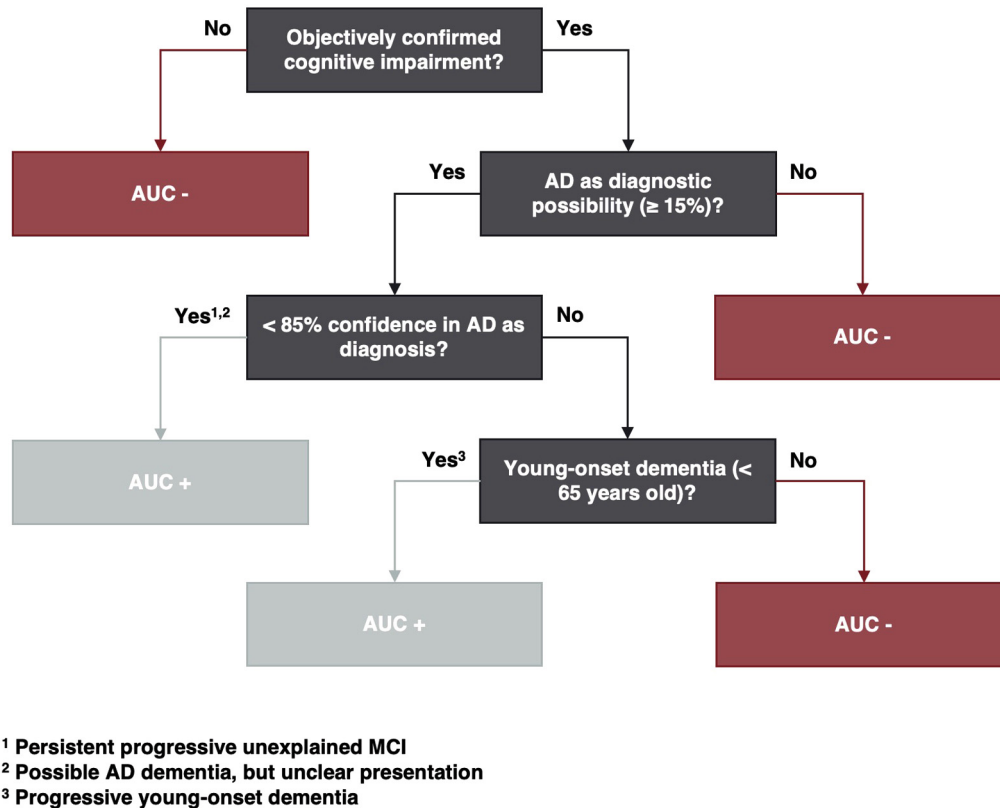 No
Objectively confirmed
cognitive impairment?
Yes
AUC -
Yes
AD as diagnostic
possibility (≥ 15%)?
No
Yes¹,²
< 85% confidence in AD as
diagnosis?
No
AUC -
AUC +
Yes³
Young-onset dementia (<
65 years old)?
No
AUC +
AUC -
¹ Persistent progressive unexplained MCI
² Possible AD dementia, but unclear presentation
³ Progressive young-onset dementia